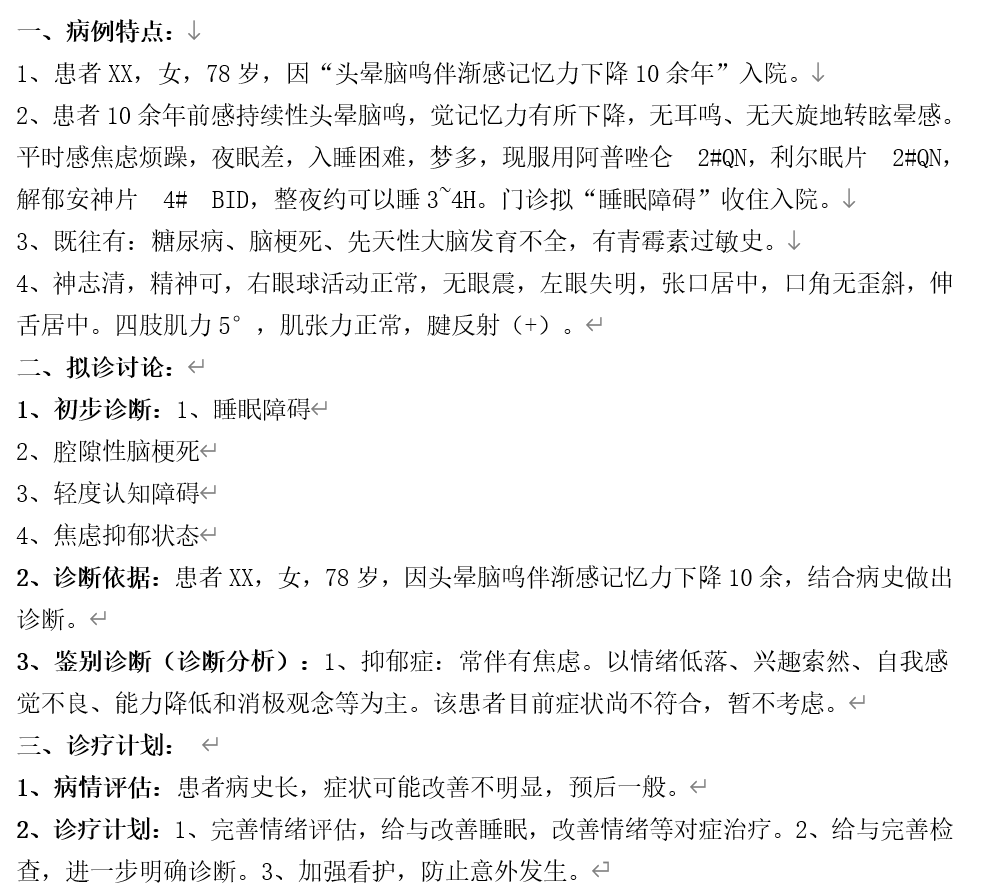 一、病例特点：↓
1、患者 XX，女，78 岁，因“头晕脑鸣伴渐感记忆力下降 10 余年”入院。↓
2、患者 10 余年前感持续性头晕脑鸣，觉记忆力有所下降，无耳鸣、无天旋地转眩晕感。
平时感焦虑烦躁，夜眠差，入睡困难，梦多，现服用阿普唑仑　2#QN，利尔眠片　2#QN，
解郁安神片　4#　BID，整夜约可以睡 3~4H。门诊拟“睡眠障碍”收住入院。↓
3、既往有：糖尿病、脑梗死、先天性大脑发育不全，有青霉素过敏史。↓
4、神志清，精神可，右眼球活动正常，无眼震，左眼失明，张口居中，口角无歪斜，伸
舌居中。四肢肌力 5°，肌张力正常，腱反射（+）。↵
二、拟诊讨论：↵
1、初步诊断：1、睡眠障碍↵
2、腔隙性脑梗死↵
3、轻度认知障碍↵
4、焦虑抑郁状态↵
2、诊断依据：患者 XX，女，78 岁，因头晕脑鸣伴渐感记忆力下降 10 余，结合病史做出
诊断。↵
3、鉴别诊断（诊断分析）：1、抑郁症：常伴有焦虑。以情绪低落、兴趣索然、自我感
觉不良、能力降低和消极观念等为主。该患者目前症状尚不符合，暂不考虑。↵
三、诊疗计划： ↵
1、病情评估：患者病史长，症状可能改善不明显，预后一般。↵
2、诊疗计划：1、完善情绪评估，给与改善睡眠，改善情绪等对症治疗。2、给与完善检
查，进一步明确诊断。3、加强看护，防止意外发生。↵